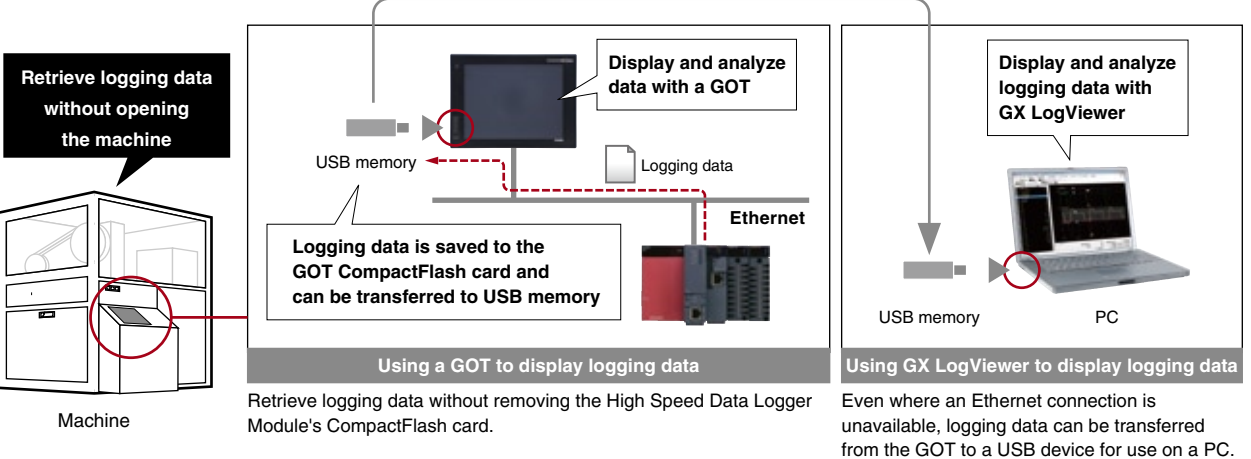 Retrieve logging data
without opening
the machine
Machine
Display and analyze
data with a GOT
USB memory
Logging data
Ethernet
Logging data is saved to the
GOT CompactFlash card and
can be transferred to USB memory
Using a GOT to display logging data
Retrieve logging data without removing the High Speed Data Logger
Module's CompactFlash card.
Display and analyze
logging data with
GX LogViewer
USB memory
PC
Using GX LogViewer to display logging data
Even where an Ethernet connection is
unavailable, logging data can be transferred
from the GOT to a USB device for use on a PC.